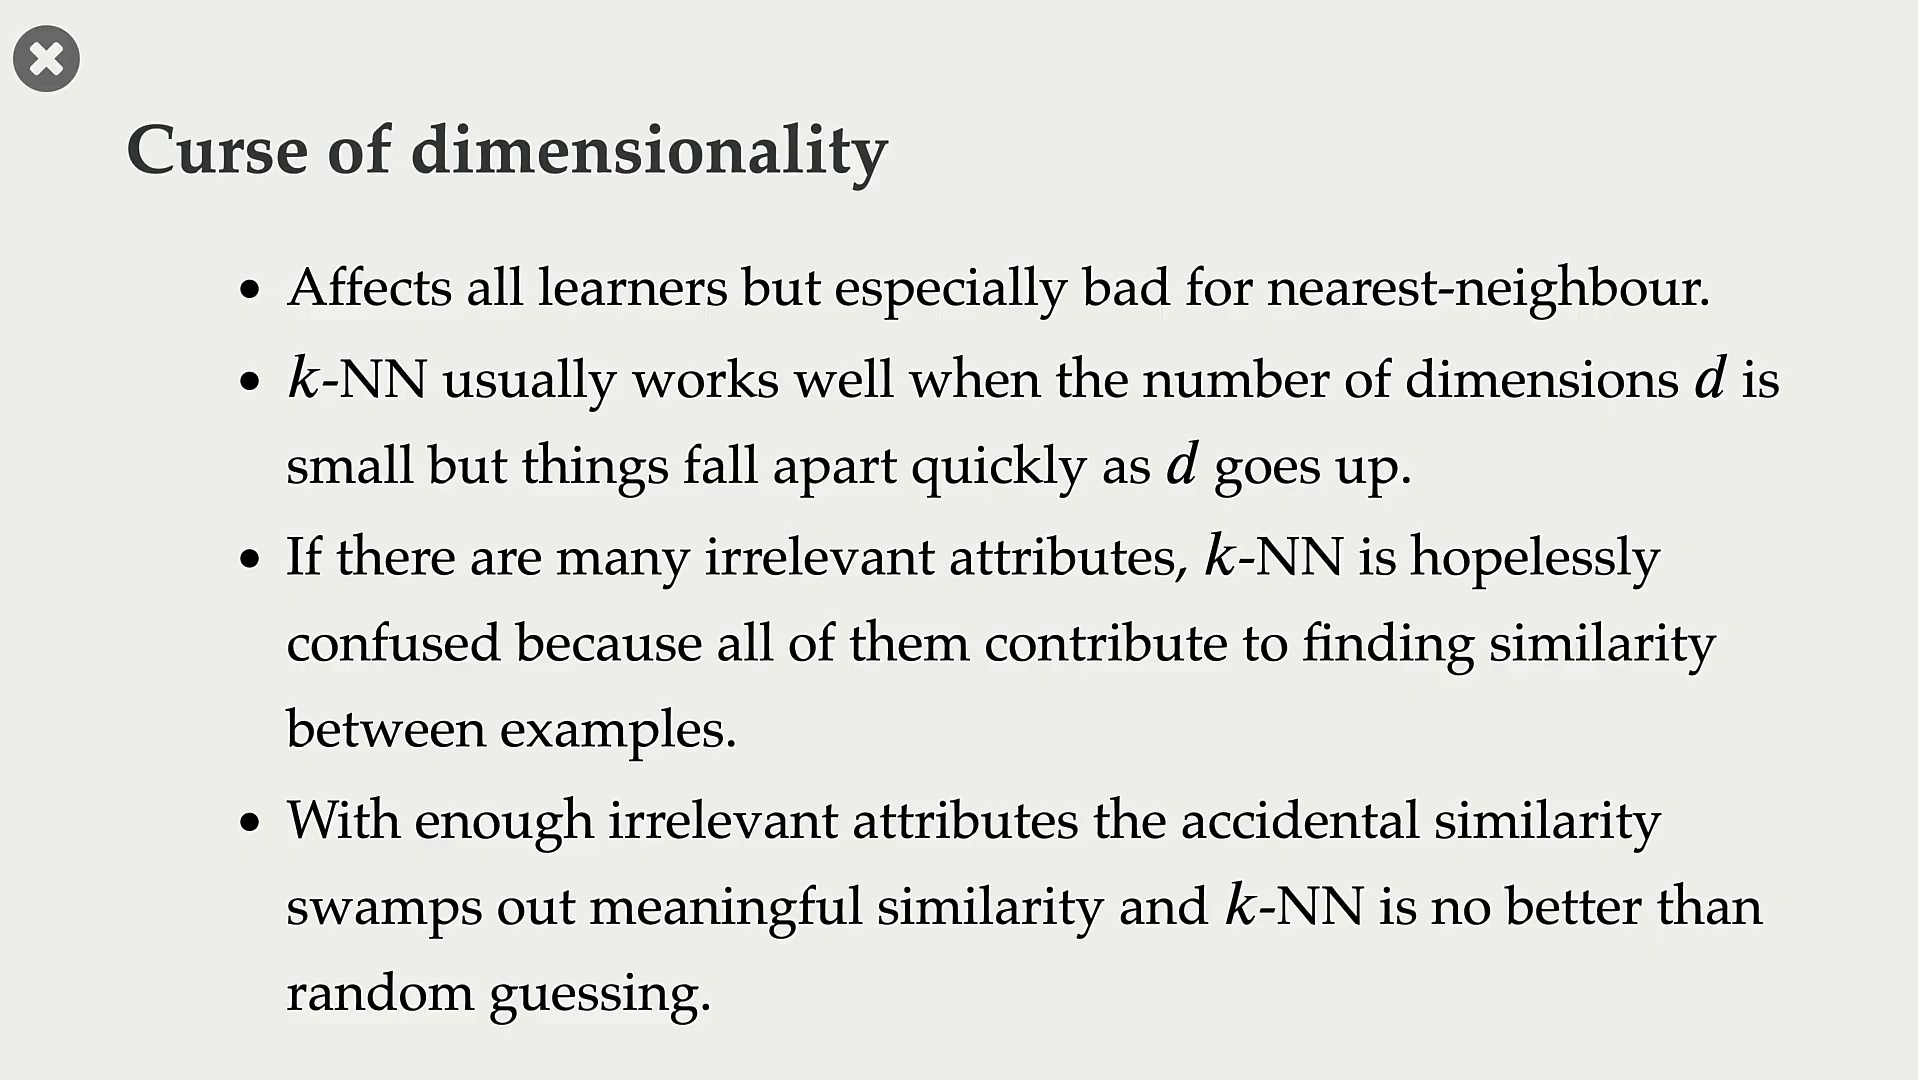 Curse of dimensionality
• Affects all learners but especially bad for nearest-neighbour.
• k-NN usually works well when the number of dimensions d is
small but things fall apart quickly as d goes up.
• If there are many irrelevant attributes, k-NN is hopelessly
confused because all of them contribute to finding similarity
between examples.
• With enough irrelevant attributes the accidental similarity
swamps out meaningful similarity and k-NN is no better than
random guessing.